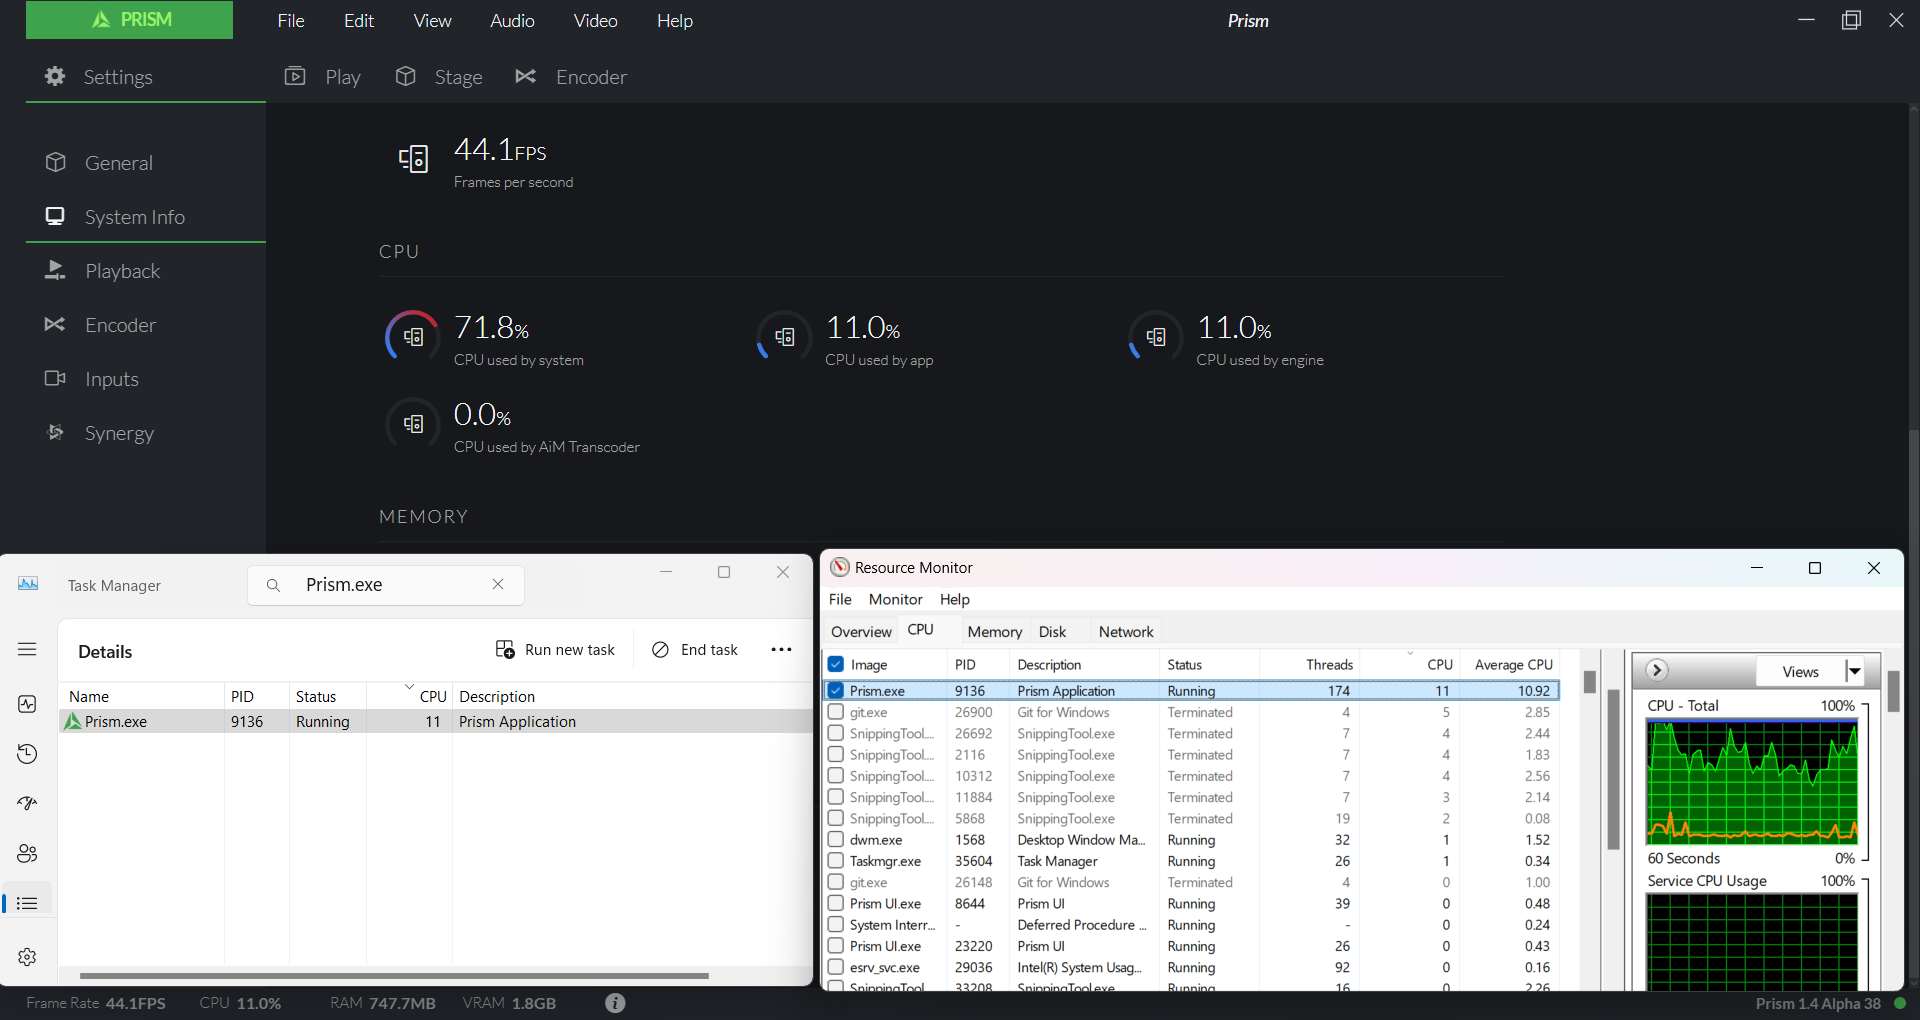 PRISM File Edit View Audio Video Help Prism
Settings Play Stage Encoder
General
System Info
Playback
Encoder
Inputs
Synergy
44.1FPS
Frames per second
CPU
71.8%
CPU used by system
11.0%
CPU used by app
11.0%
CPU used by engine
0.0%
CPU used by AiM Transcoder
MEMORY
Task Manager Prism.exe
Details Run new task End task
Name PID Status CPU Description
Prism.exe 9136 Running 11 Prism Application
Resource Monitor
File Monitor Help
Overview CPU Memory Disk Network
Image PID Description Status Threads CPU Average CPU
Prism.exe 9136 Prism Application Running 174 11 10.92
git.exe 26900 Git for Windows Terminated 4 5 2.85
SnippingTool.... 26692 SnippingTool.exe Terminated 7 4 2.44
SnippingTool.... 2116 SnippingTool.exe Terminated 7 4 1.83
SnippingTool.... 10312 SnippingTool.exe Terminated 7 4 2.56
SnippingTool.... 11884 SnippingTool.exe Terminated 7 3 2.14
SnippingTool.... 5868 SnippingTool.exe Terminated 19 2 0.08
dwm.exe 1568 Desktop Window Ma... Running 32 1 1.52
Taskmgr.exe 35604 Task Manager Running 26 1 0.34
git.exe 26148 Git for Windows Terminated 4 0 1.00
Prism UI.exe 8644 Prism UI Running 39 0 0.48
System Interr... - Deferred Procedure ... Running - 0 0.24
Prism UI.exe 23220 Prism UI Running 26 0 0.43
esrv_svc.exe 29036 Intel(R) System Usag... Running 92 0 0.16
SnippingTool.... 33208 SnippingTool.exe Terminated 16 0 2.26
Views
CPU - Total 100%
60 Seconds 0%
Service CPU Usage 100%
Frame Rate 44.1FPS CPU 11.0% RAM 747.7MB VRAM 1.8GB Prism 1.4 Alpha 38